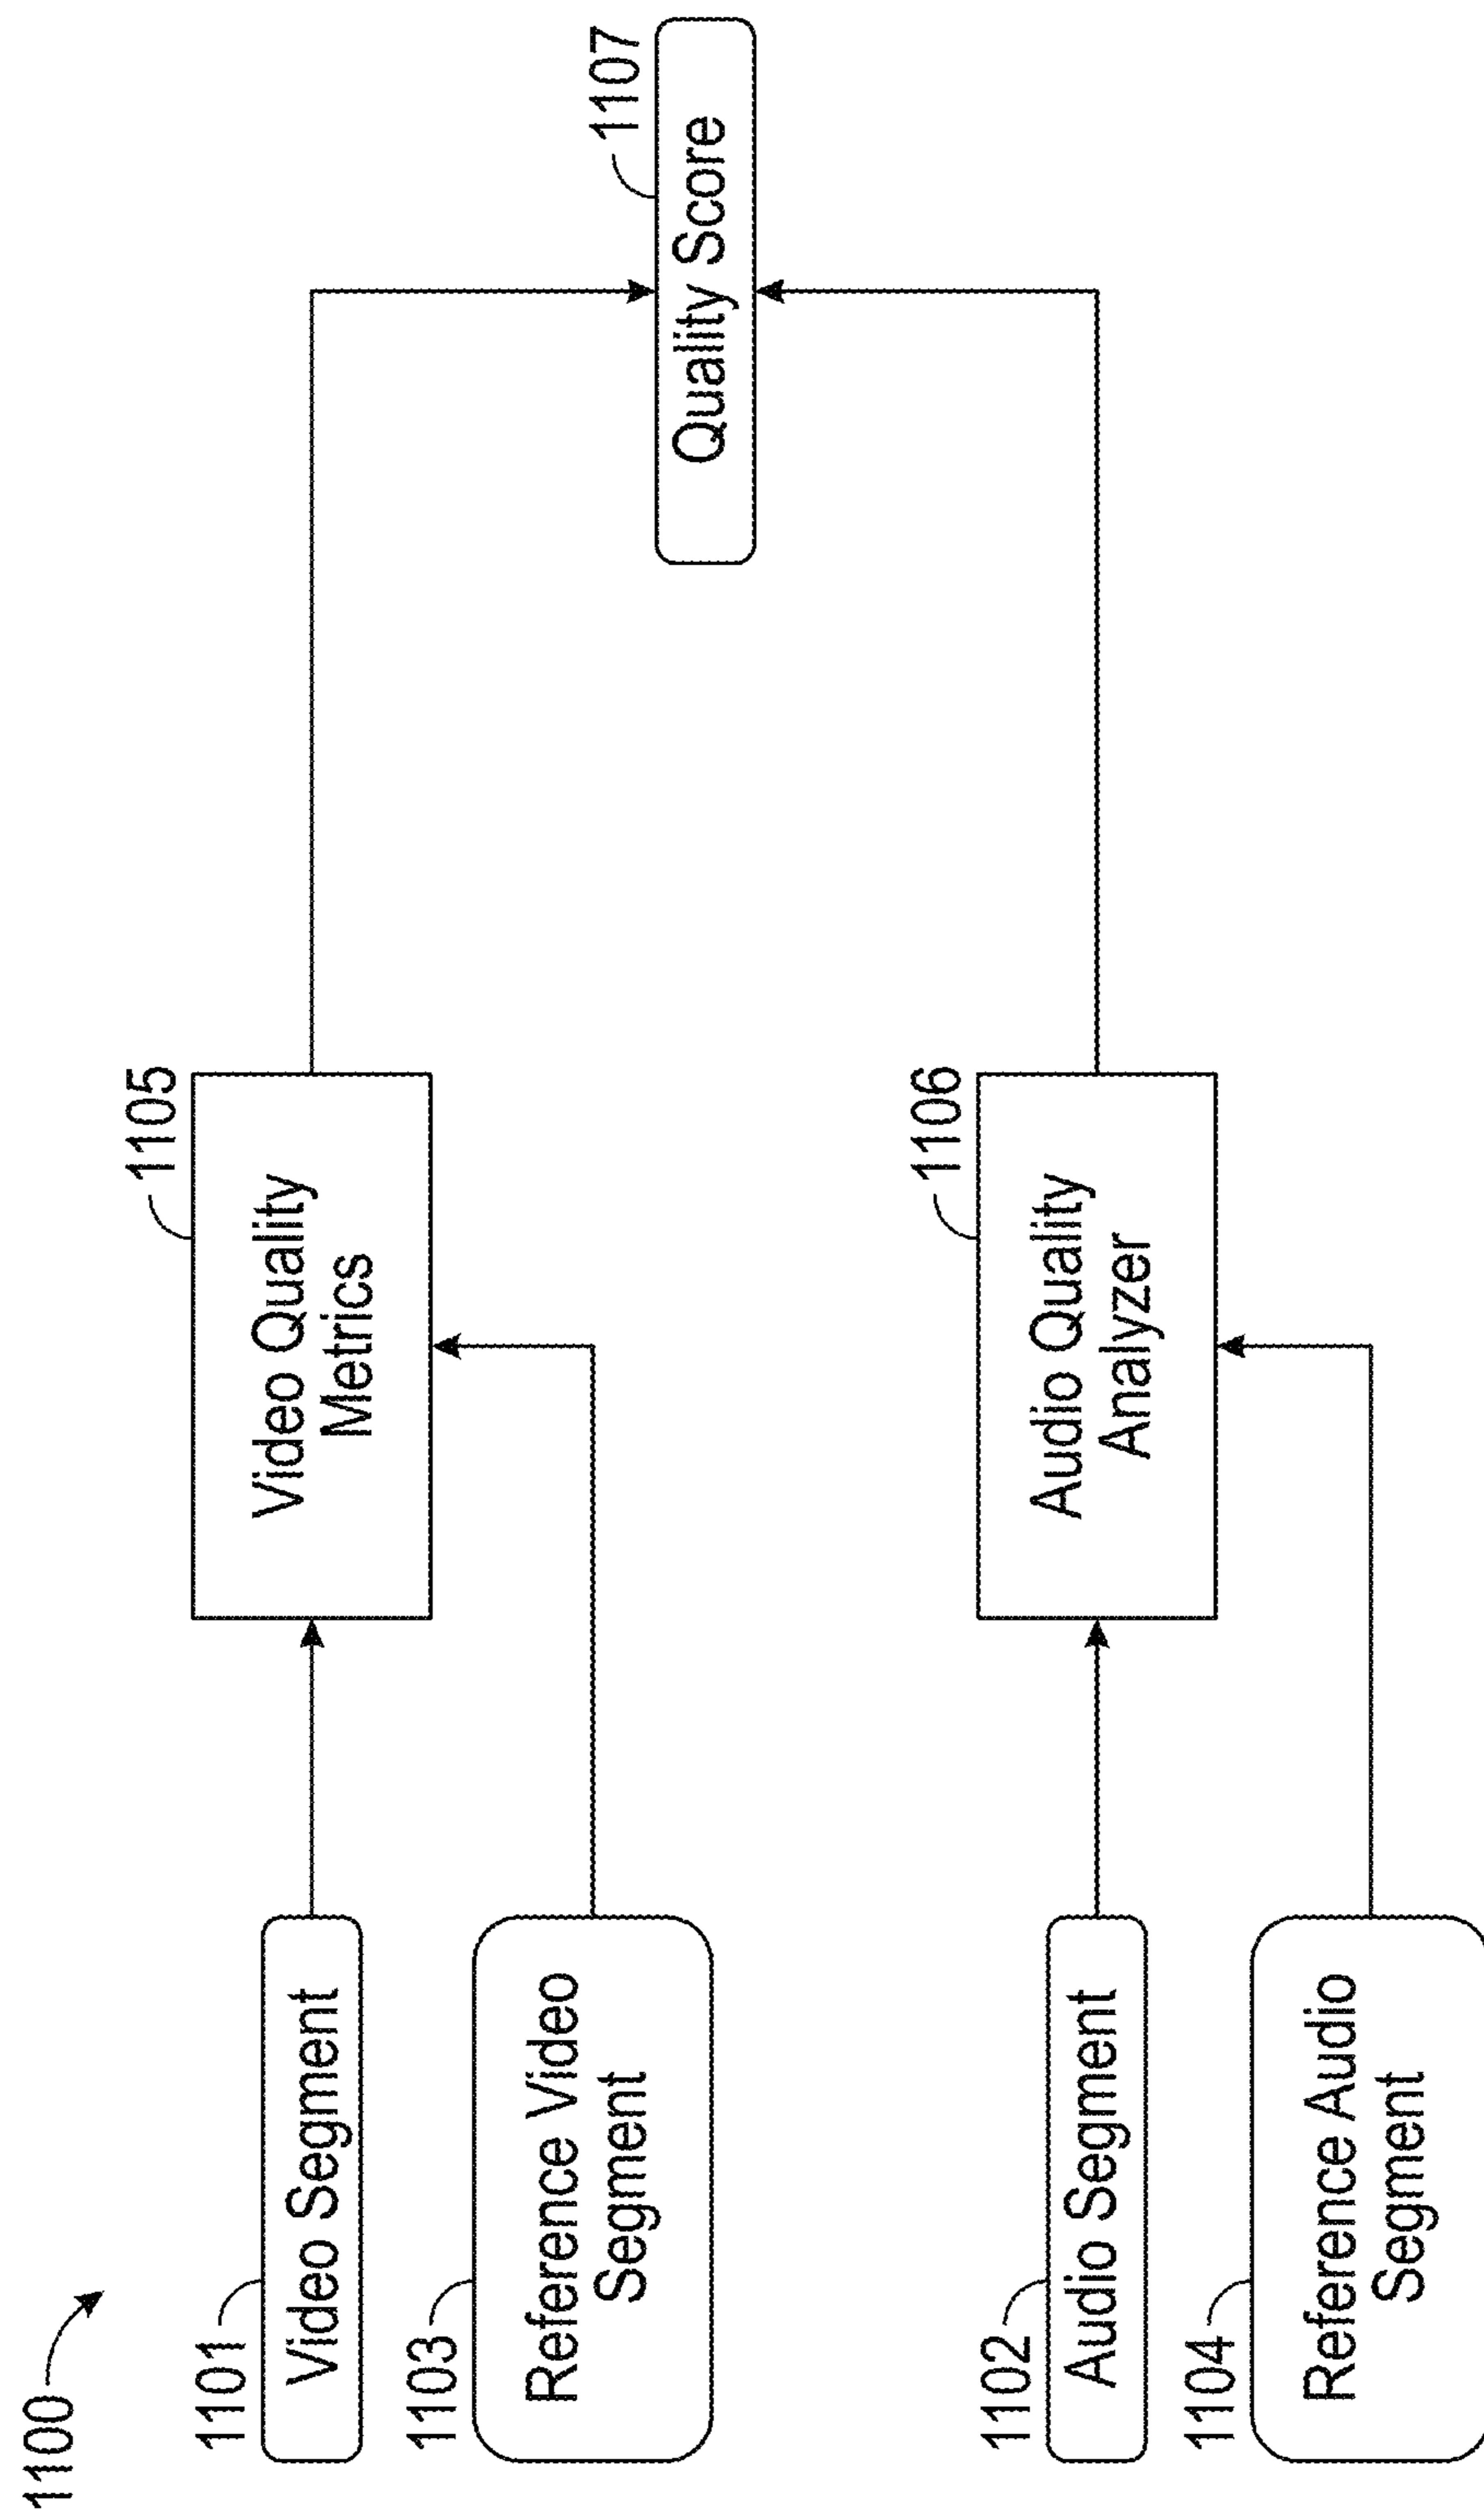 1100
1101
Video Segment
1103
Reference Video
Segment
1105
Video Quality
Metrics
1107
Quality Score
1102
Audio Segment
1104
Reference Audio
Segment
1106
Audio Quality
Analyzer